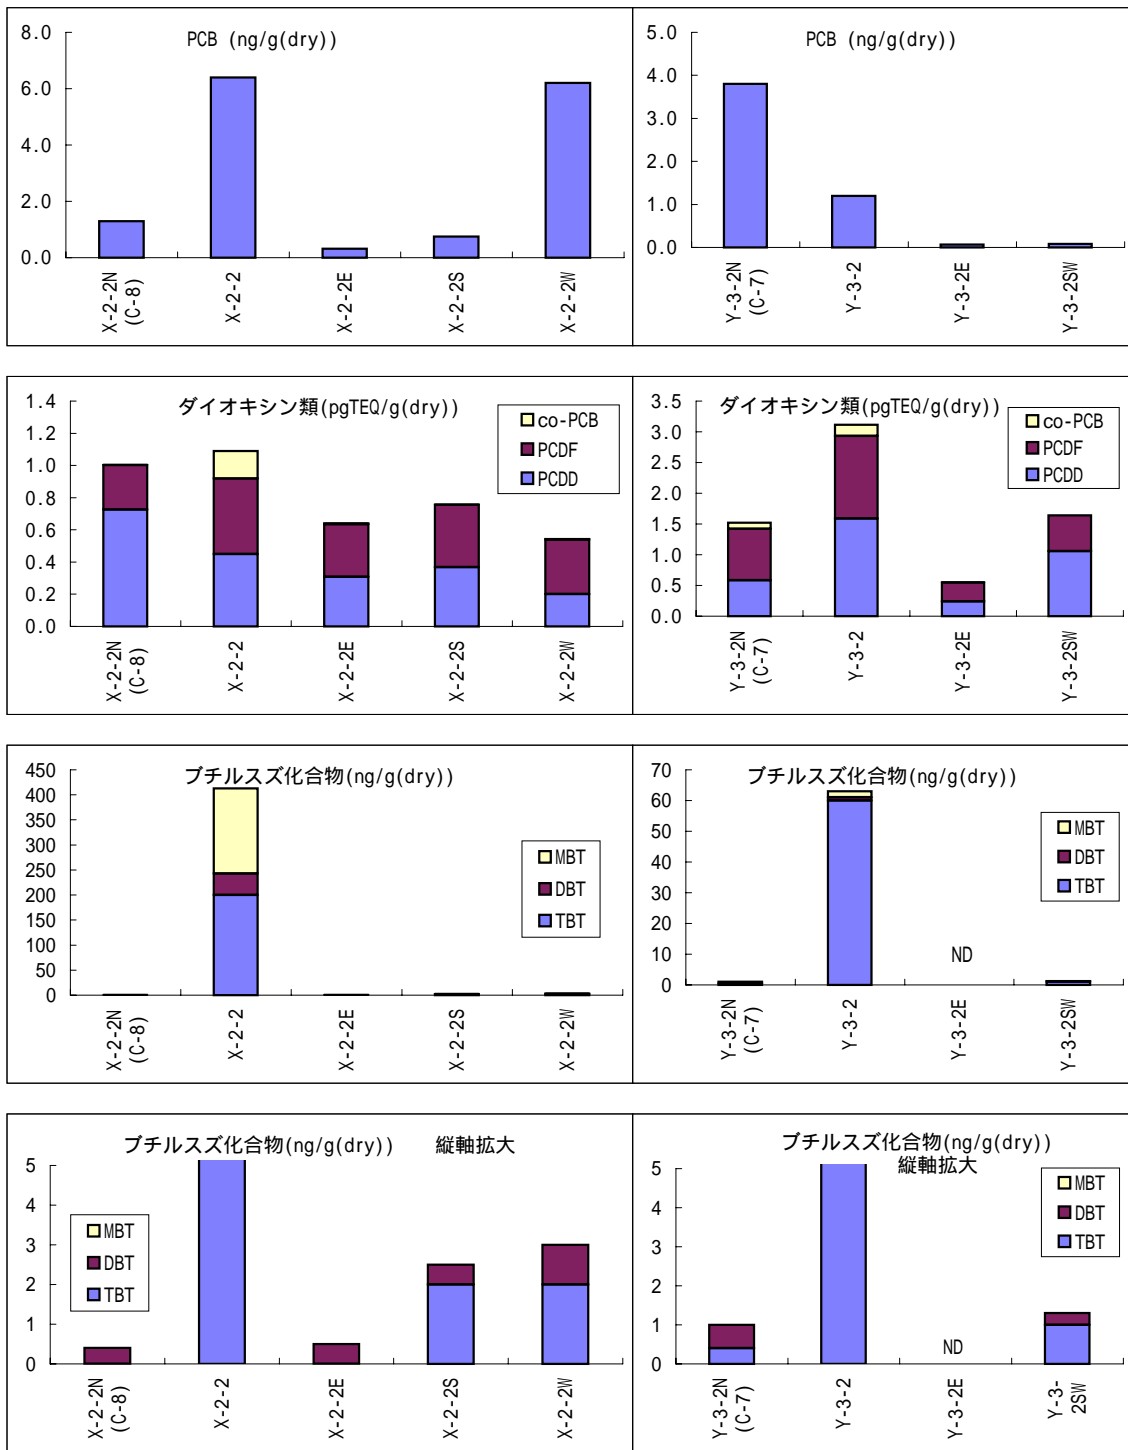 PCB (ng/g(dry))
8.0
6.0
4.0
2.0
0.0
X-2-2N
(C-8)
X-2-2
X-2-2E
X-2-2S
X-2-2W
PCB (ng/g(dry))
5.0
4.0
3.0
2.0
1.0
0.0
Y-3-2N
(C-7)
Y-3-2
Y-3-2E
Y-3-2SW
ダイオキシン類(pgTEQ/g(dry))
1.4
1.2
1.0
0.8
0.6
0.4
0.2
0.0
co-PCB
PCDF
PCDD
X-2-2N
(C-8)
X-2-2
X-2-2E
X-2-2S
X-2-2W
ダイオキシン類(pgTEQ/g(dry))
3.5
3.0
2.5
2.0
1.5
1.0
0.5
0.0
co-PCB
PCDF
PCDD
Y-3-2N
(C-7)
Y-3-2
Y-3-2E
Y-3-2SW
ブチルスズ化合物(ng/g(dry))
450
400
350
300
250
200
150
100
50
0
MBT
DBT
TBT
X-2-2N
(C-8)
X-2-2
X-2-2E
X-2-2S
X-2-2W
ブチルスズ化合物(ng/g(dry))
70
60
50
40
30
20
10
0
MBT
DBT
TBT
ND
Y-3-2N
(C-7)
Y-3-2
Y-3-2E
Y-3-2SW
ブチルスズ化合物(ng/g(dry)) 縦軸拡大
5
4
3
2
1
0
MBT
DBT
TBT
X-2-2N
(C-8)
X-2-2
X-2-2E
X-2-2S
X-2-2W
ブチルスズ化合物(ng/g(dry))
縦軸拡大
5
4
3
2
1
0
MBT
DBT
TBT
ND
Y-3-2N
(C-7)
Y-3-2
Y-3-2E
Y-3-
2SW